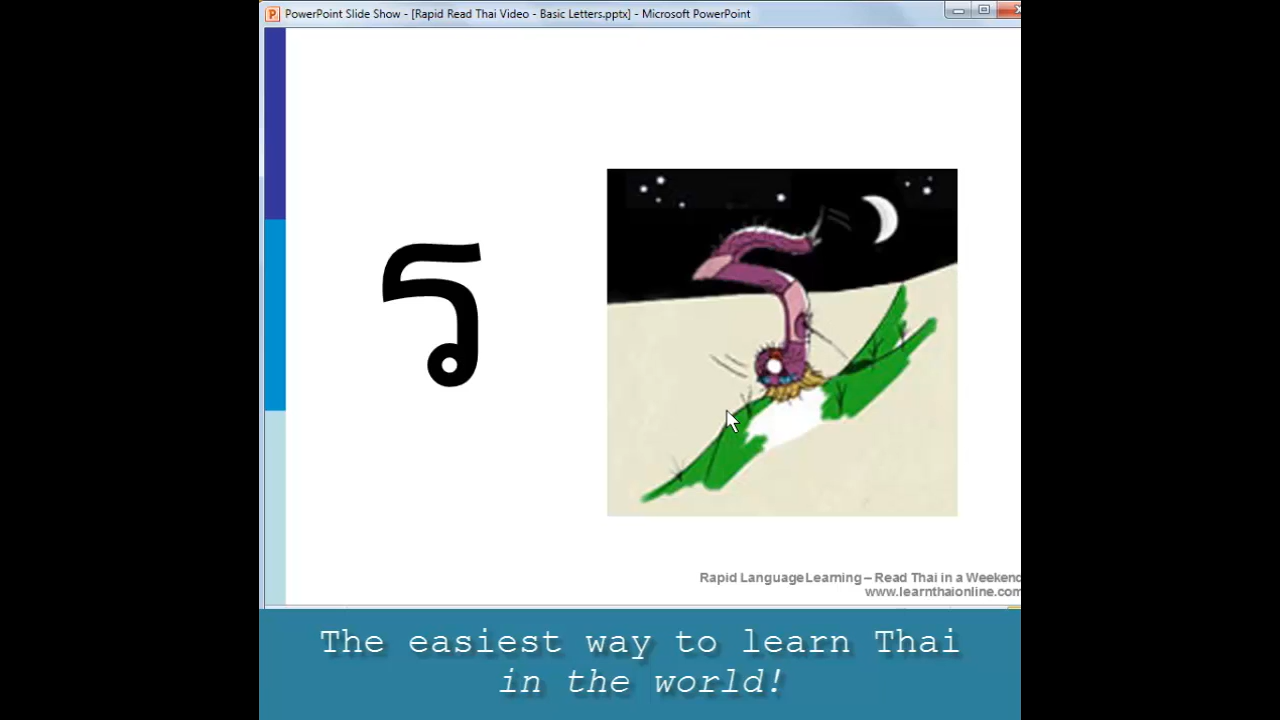 PowerPoint Slide Show - [Rapid Read Thai Video - Basic Letters.pptx] - Microsoft PowerPoint
ร
Rapid Language Learning – Read Thai in a Weekend
www.learnthaionline.com
The easiest way to learn Thai
in the world!